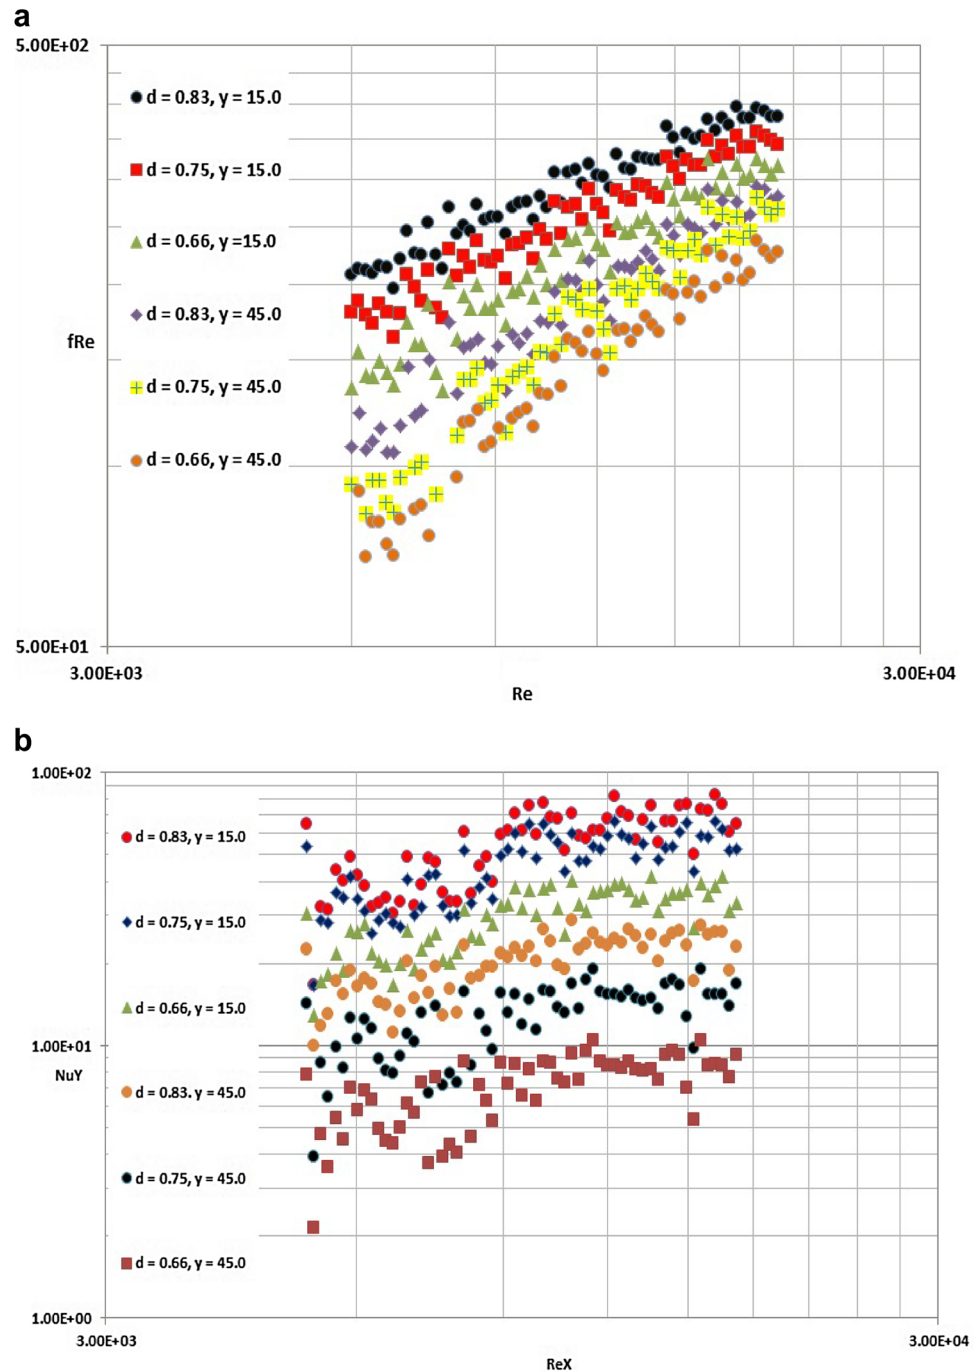 a
5.00E+02
d = 0.83, y = 15.0
d = 0.75, y = 15.0
d = 0.66, y =15.0
d = 0.83, y = 45.0
fRe
d = 0.75, y = 45.0
d = 0.66, y = 45.0
5.00E+01
3.00E+03
3.00E+04
Re
b
1.00E+02
d = 0.83, y = 15.0
d = 0.75, y = 15.0
d = 0.66, y = 15.0
1.00E+01
NuY
d = 0.83. y = 45.0
d = 0.75, y = 45.0
d = 0.66, y = 45.0
1.00E+00
3.00E+03
3.00E+04
ReX